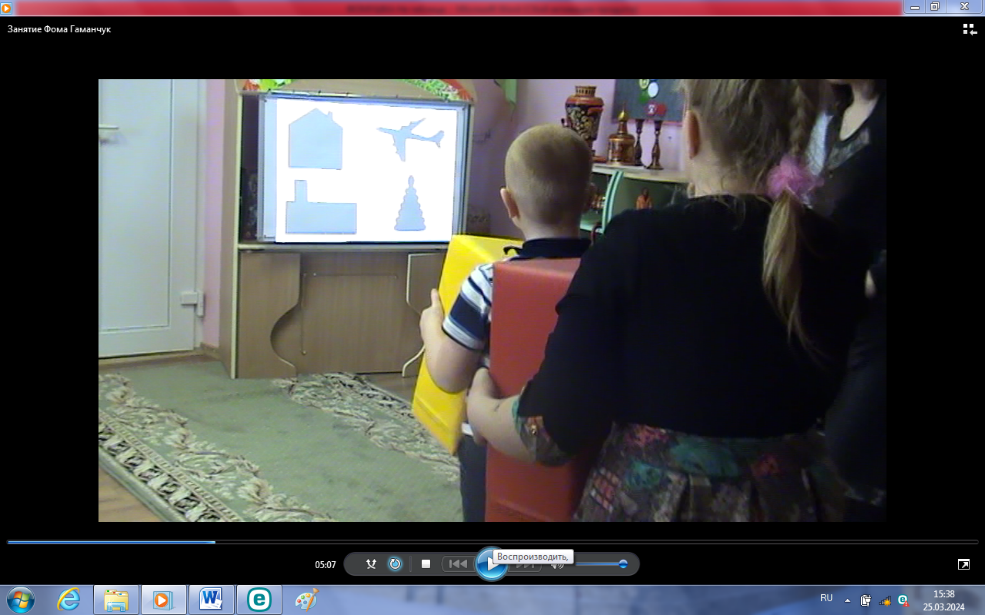 Занятие Фома Гаманчук
05:07
Воспроизводить.
RU
15:38
25.03.2024